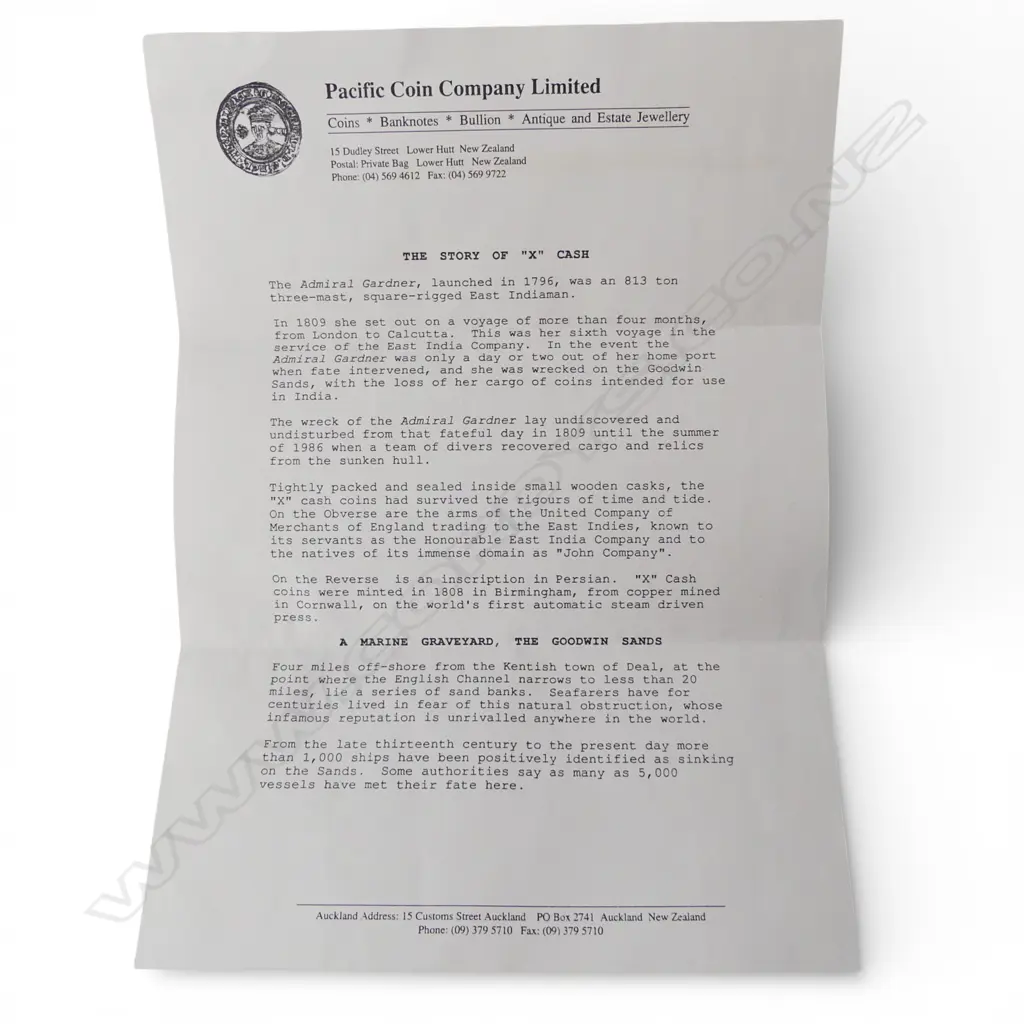 Pacific Coin Company Limited
Coins * Banknotes * Bullion * Antique and Estate Jewellery
15 Dudley Street Lower Hutt New Zealand
Postal: Private Bag Lower Hutt New Zealand
Phone: (04) 569 4612 Fax: (04) 569 9722
THE STORY OF "X" CASH
The Admiral Gardner, launched in 1796, was an 813 ton
three-mast, square-rigged East Indiaman.
In 1809 she set out on a voyage of more than four months,
from London to Calcutta. This was her sixth voyage in the
service of the East India Company. In the event the
Admiral Gardner was only a day or two out of her home port
when fate intervened, and she was wrecked on the Goodwin
Sands, with the loss of her cargo of coins intended for use
in India.
The wreck of the Admiral Gardner lay undiscovered and
undisturbed from that fateful day in 1809 until the summer
of 1986 when a team of divers recovered cargo and relics
from the sunken hull.
Tightly packed and sealed inside small wooden casks, the
"X" cash coins had survived the rigours of time and tide.
On the Obverse are the arms of the United Company of
Merchants of England trading to the East Indies, known to
its servants as the Honourable East India Company and to
the natives of its immense domain as "John Company".
On the Reverse is an inscription in Persian. "X" Cash
coins were minted in 1808 in Birmingham, from copper mined
in Cornwall, on the world's first automatic steam driven
press.
A MARINE GRAVEYARD, THE GOODWIN SANDS
Four miles off-shore from the Kentish town of Deal, at the
point where the English Channel narrows to less than 20
miles, lie a series of sand banks. Seafarers have for
centuries lived in fear of this natural obstruction, whose
infamous reputation is unrivalled anywhere in the world.
From the late thirteenth century to the present day more
than 1,000 ships have been positively identified as sinking
on the Sands. Some authorities say as many as 5,000
vessels have met their fate here.
Auckland Address: 15 Customs Street Auckland PO Box 2741 Auckland New Zealand
Phone: (09) 379 5710 Fax: (09) 379 5710